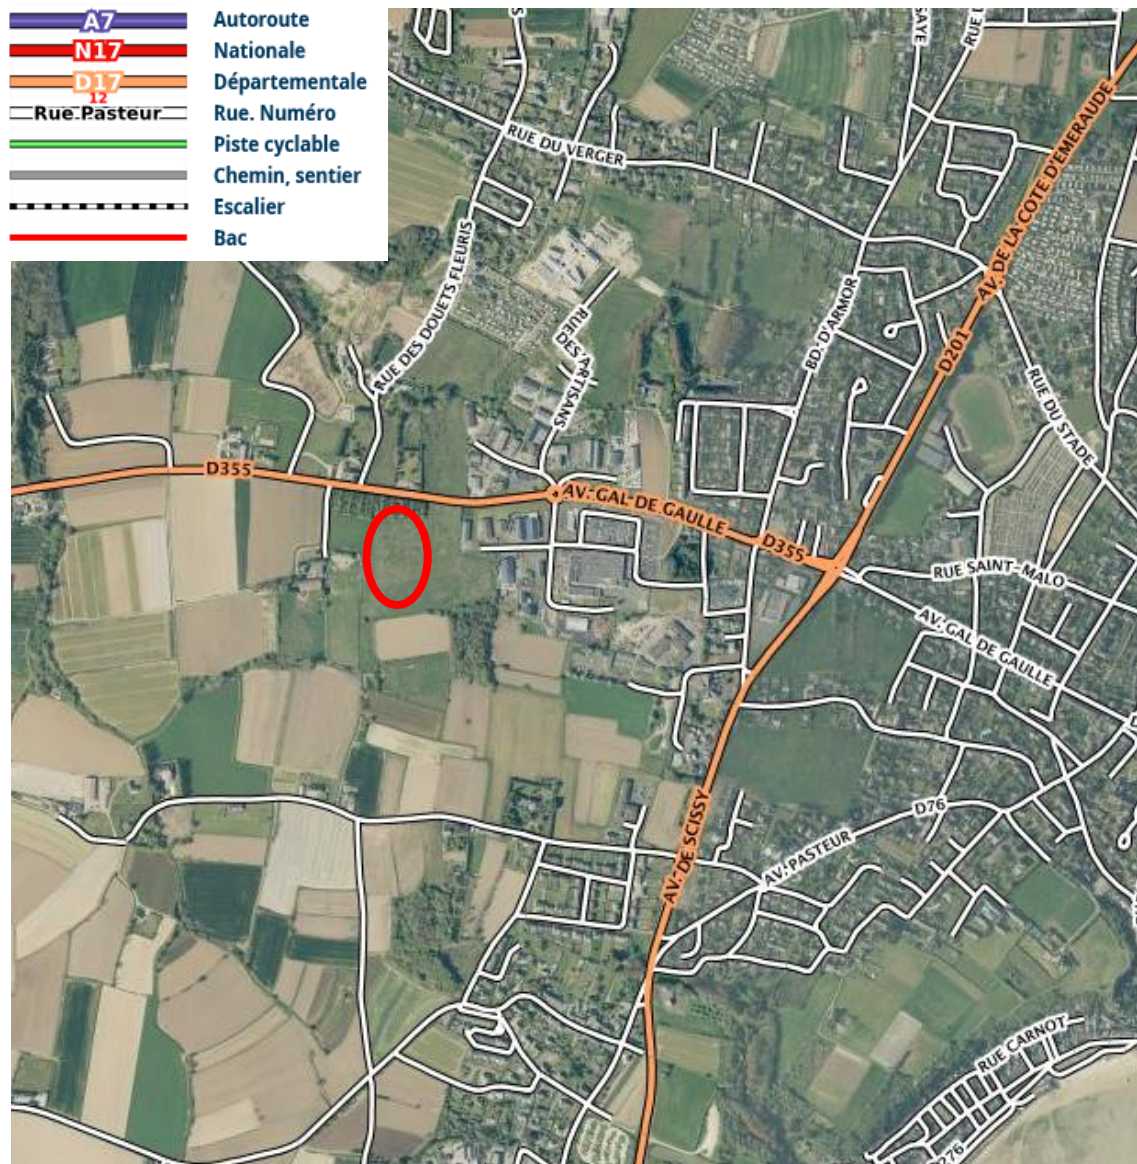 A7 Autoroute
N17 Nationale
D17 Départementale
12
Rue Pasteur Rue. Numéro
Piste cyclable
Chemin, sentier
Escalier
Bac
S
SAYE
RUE D
RUE DU VERGER
AV. DE LA COTE D'EMERAUDE
RUE DES DOUETS FLEURIS
RUE DES ARTISANS
BD. D'ARMOR
D201
RUE DU STADE
D355
AV. GAL DE GAULLE
D355
RUE SAINT-MALO
AV. GAL DE GAULLE
D
AV. DE SCISSY
D76
AV. PASTEUR
RUE CARNOT
D276